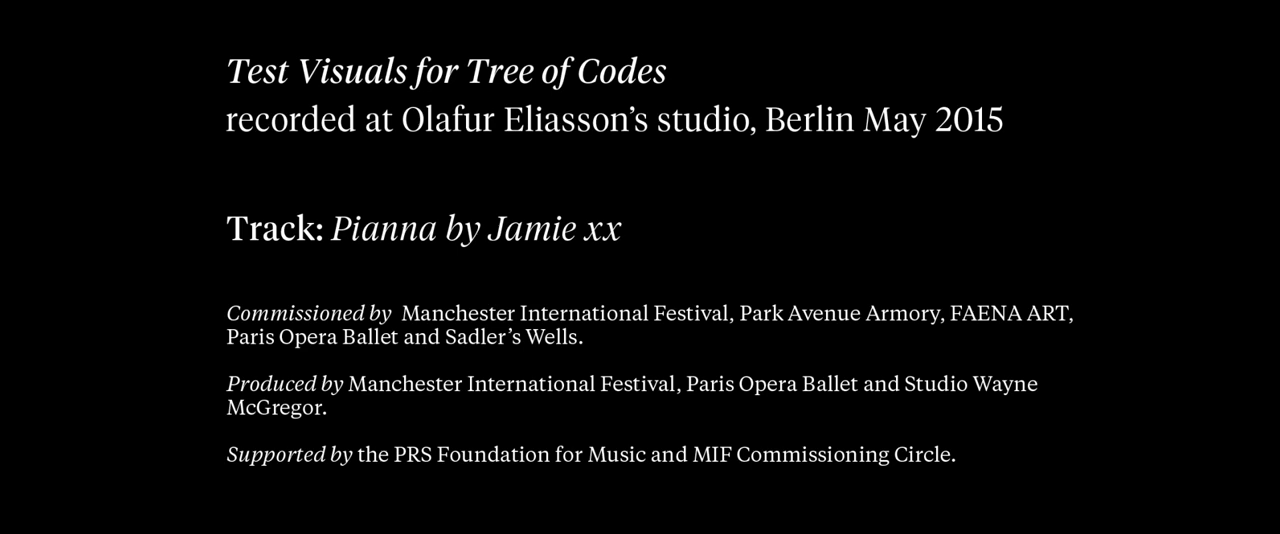 Test Visuals for Tree of Codes
recorded at Olafur Eliasson’s studio, Berlin May 2015
Track: Pianna by Jamie xx
Commissioned by  Manchester International Festival, Park Avenue Armory, FAENA ART,
Paris Opera Ballet and Sadler’s Wells.
Produced by Manchester International Festival, Paris Opera Ballet and Studio Wayne
McGregor.
Supported by the PRS Foundation for Music and MIF Commissioning Circle.